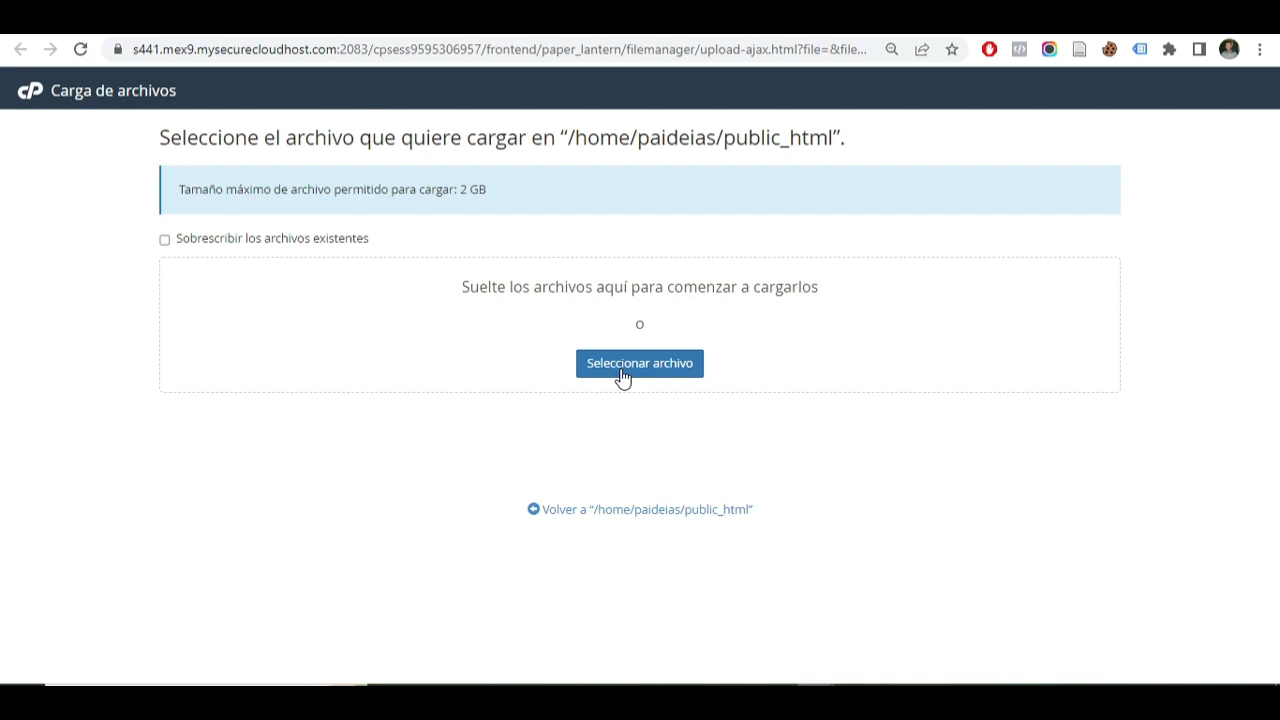 s441.mex9.mysecurecloudhost.com:2083/cpsess9595306957/frontend/paper_lantern/filemanager/upload-ajax.html?file=&file...
cP Carga de archivos
Seleccione el archivo que quiere cargar en “/home/paideias/public_html”.
Tamaño máximo de archivo permitido para cargar: 2 GB
Sobrescribir los archivos existentes
Suelte los archivos aquí para comenzar a cargarlos
O
Seleccionar archivo
Volver a “/home/paideias/public_html”